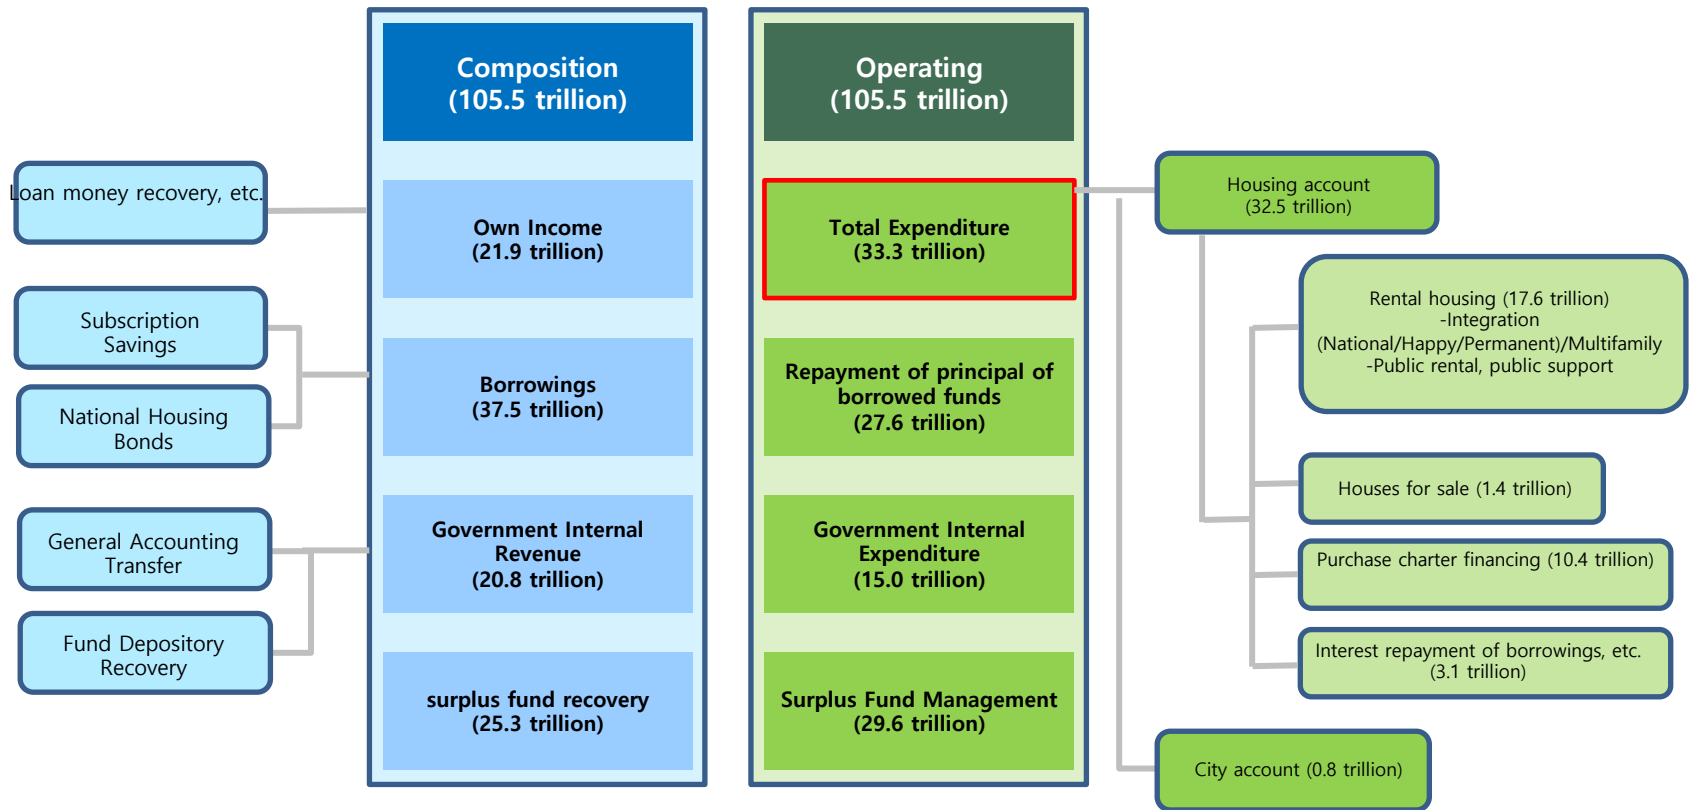 Composition
(105.5 trillion)
Operating
(105.5 trillion)
Loan money recovery, etc.
Own Income
(21.9 trillion)
Total Expenditure
(33.3 trillion)
Housing account
(32.5 trillion)
Subscription
Savings
National Housing
Bonds
Borrowings
(37.5 trillion)
Repayment of principal of
borrowed funds
(27.6 trillion)
Rental housing (17.6 trillion)
-Integration
(National/Happy/Permanent)/Multifamily
-Public rental, public support
Houses for sale (1.4 trillion)
General Accounting
Transfer
Fund Depository
Recovery
Government Internal
Revenue
(20.8 trillion)
Government Internal
Expenditure
(15.0 trillion)
Purchase charter financing (10.4 trillion)
Interest repayment of borrowings, etc.
(3.1 trillion)
surplus fund recovery
(25.3 trillion)
Surplus Fund Management
(29.6 trillion)
City account (0.8 trillion)